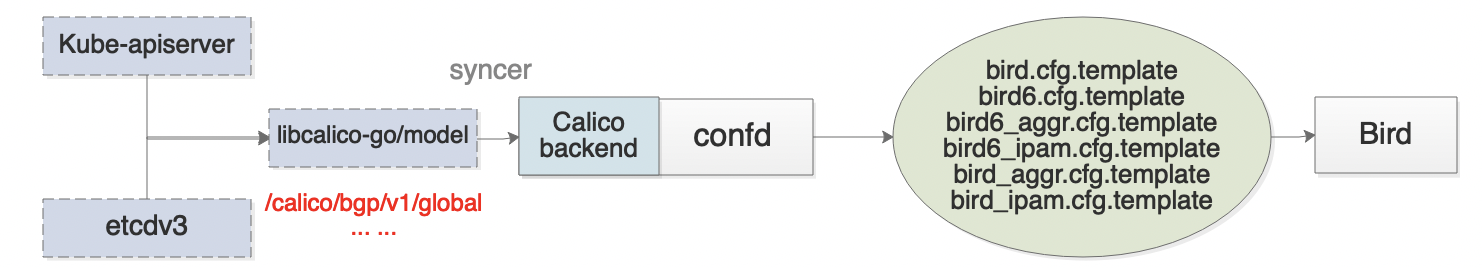 Kube-apiserver
etcdv3
libcalico-go/model
/calico/bgp/v1/global
... ...
syncer
Calico
backend
confd
bird.cfg.template
bird6.cfg.template
bird6_aggr.cfg.template
bird6_ipam.cfg.template
bird_aggr.cfg.template
bird_ipam.cfg.template
Bird